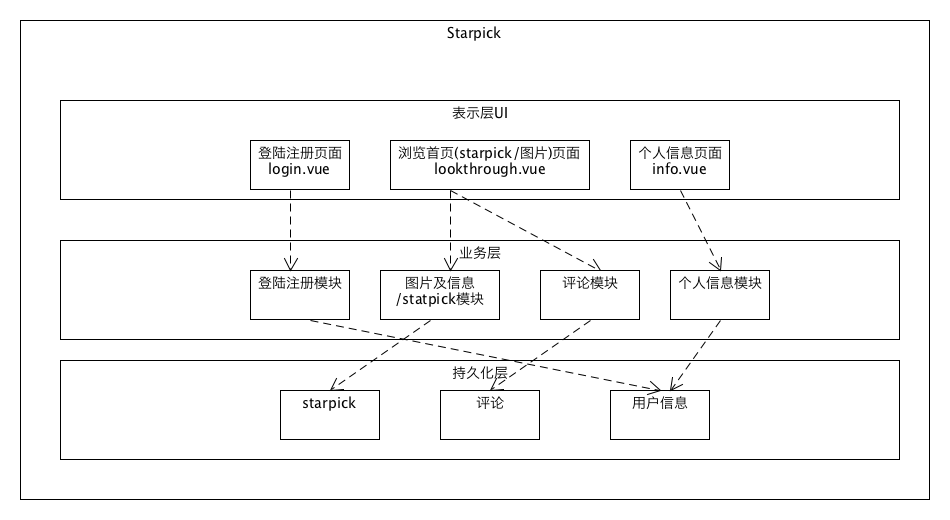 Starpick
表示层UI
登陆注册页面
login.vue
浏览首页(starpick/图片)页面
lookthrough.vue
个人信息页面
info.vue
业务层
登陆注册模块
图片及信息
/statpick模块
评论模块
个人信息模块
持久化层
starpick
评论
用户信息